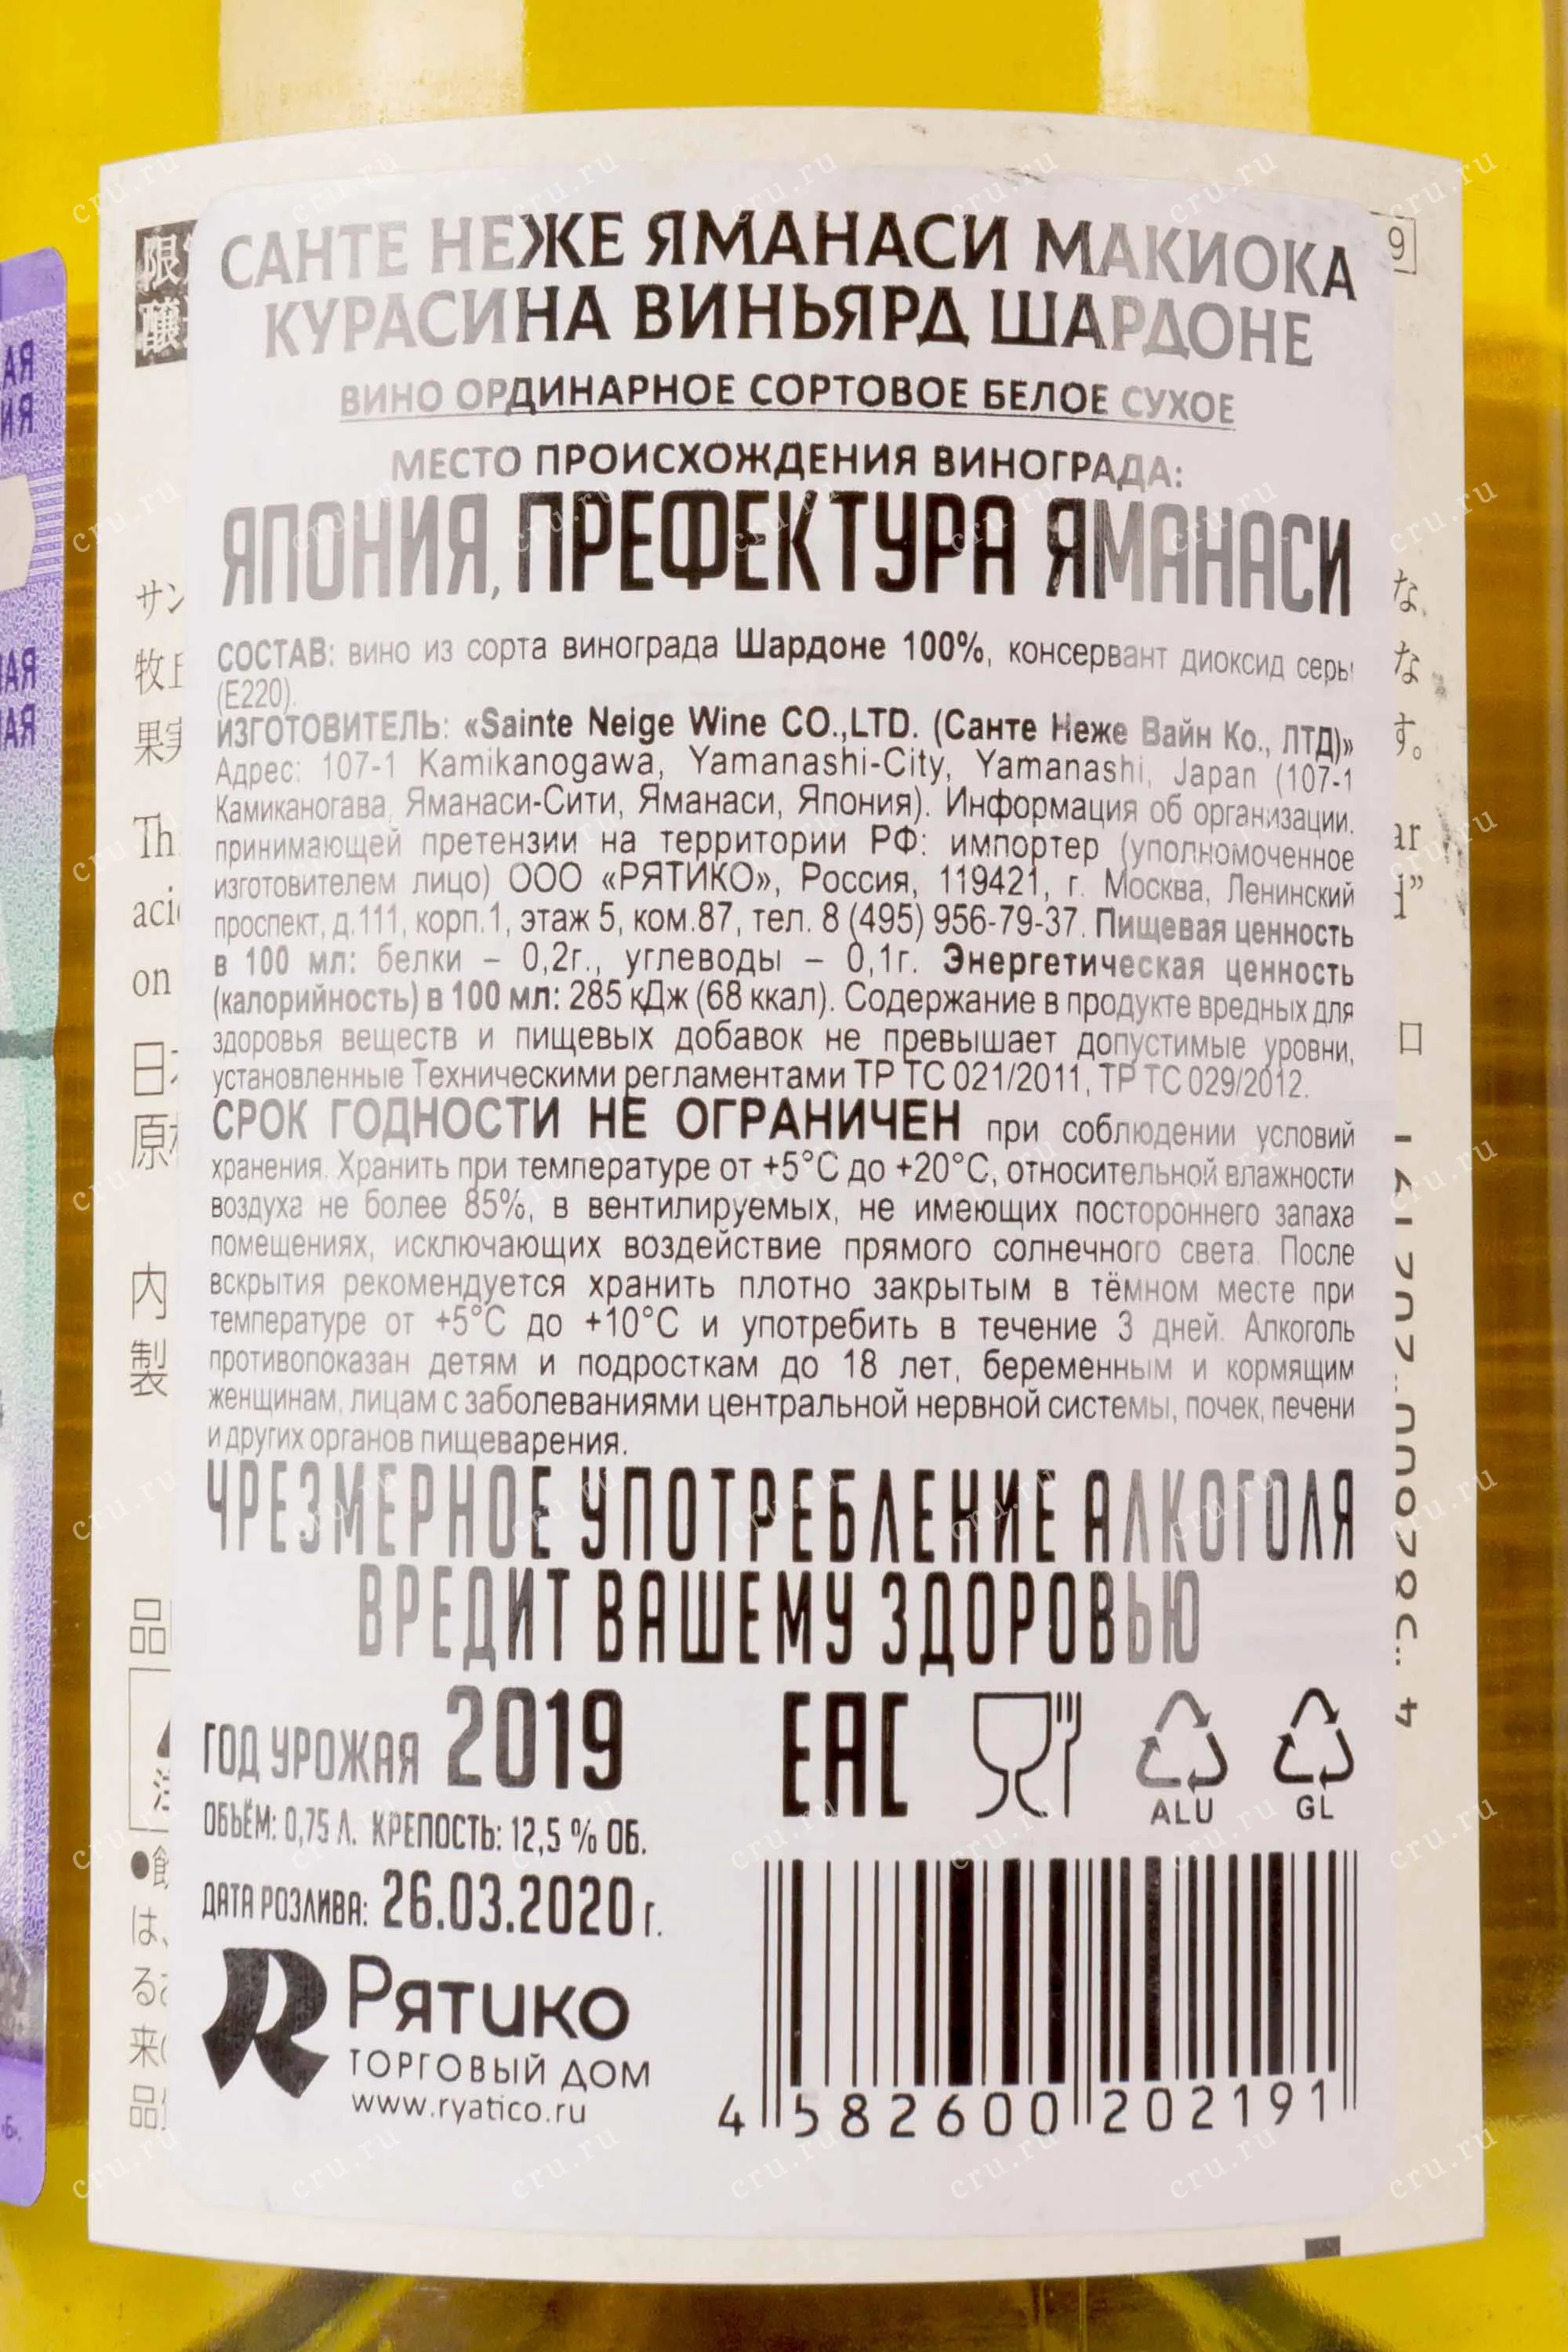 САНТЕ НЕЖЕ ЯМАНАСИ МАКИОКА
КУРАСИНА ВИНЬЯРД ШАРДОНЕ
ВИНО ОРДИНАРНОЕ СОРТОВОЕ БЕЛОЕ СУХОЕ
МЕСТО ПРОИСХОЖДЕНИЯ ВИНОГРАДА:
ЯПОНИЯ, ПРЕФЕКТУРА ЯМАНАСИ
СОСТАВ: вино из сорта винограда Шардоне 100%, консервант диоксид серы
(Е220).
ИЗГОТОВИТЕЛЬ: «Sainte Neige Wine CO.,LTD. (Санте Неже Вайн Ко., ЛТД)»
Адрес: 107-1 Kamikanogawa, Yamanashi-City, Yamanashi, Japan (107-1
Камиканогава, Яманаси-Сити, Яманаси, Япония). Информация об организации,
принимающей претензии на территории РФ: импортер (уполномоченное
изготовителем лицо) ООО «РЯТИКО», Россия, 119421, г. Москва, Ленинский
проспект, д.111, корп.1, этаж 5, ком.87, тел. 8 (495) 956-79-37. Пищевая ценность
в 100 мл: белки – 0,2г., углеводы – 0,1г. Энергетическая ценность
(калорийность) в 100 мл: 285 кДж (68 ккал). Содержание в продукте вредных для
здоровья веществ и пищевых добавок не превышает допустимые уровни,
установленные Техническими регламентами ТР ТС 021/2011, ТР ТС 029/2012.
СРОК ГОДНОСТИ НЕ ОГРАНИЧЕН при соблюдении условий
хранения. Хранить при температуре от +5°С до +20°С, относительной влажности
воздуха не более 85%, в вентилируемых, не имеющих постороннего запаха
помещениях, исключающих воздействие прямого солнечного света. После
вскрытия рекомендуется хранить плотно закрытым в тёмном месте при
температуре от +5°С до +10°С и употребить в течение 3 дней. Алкоголь
противопоказан детям и подросткам до 18 лет, беременным и кормящим
женщинам, лицам с заболеваниями центральной нервной системы, почек, печени
и других органов пищеварения.
ЧРЕЗМЕРНОЕ УПОТРЕБЛЕНИЕ АЛКОГОЛЯ
ВРЕДИТ ВАШЕМУ ЗДОРОВЬЮ
ГОД УРОЖАЯ 2019
ОБЪЁМ: 0,75 Л. КРЕПОСТЬ: 12,5 % ОБ.
ДАТА РОЗЛИВА: 26.03.2020 г.
EAC
ALU
GL
Рятико
ТОРГОВЫЙ ДОМ
www.ryatico.ru
4 582600 202191